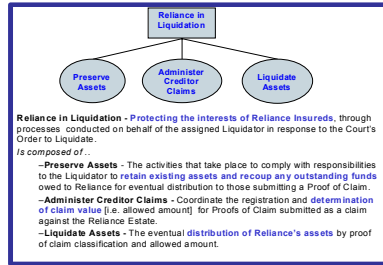 Reliance in
Liquidation
Preserve
Assets
Administer
Creditor
Claims
Liquidate
Assets
Reliance in Liquidation - Protecting the interests of Reliance Insureds, through
processes conducted on behalf of the assigned Liquidator in response to the Court's
Order to Liquidate.
Is composed of ..
–Preserve Assets - The activities that take place to comply with responsibilities
to the Liquidator to retain existing assets and recoup any outstanding funds
owed to Reliance for eventual distribution to those submitting a Proof of Claim.
–Administer Creditor Claims - Coordinate the registration and determination
of claim value [i.e. allowed amount] for Proofs of Claim submitted as a claim
against the Reliance Estate.
–Liquidate Assets - The eventual distribution of Reliance's assets by proof
of claim classification and allowed amount.